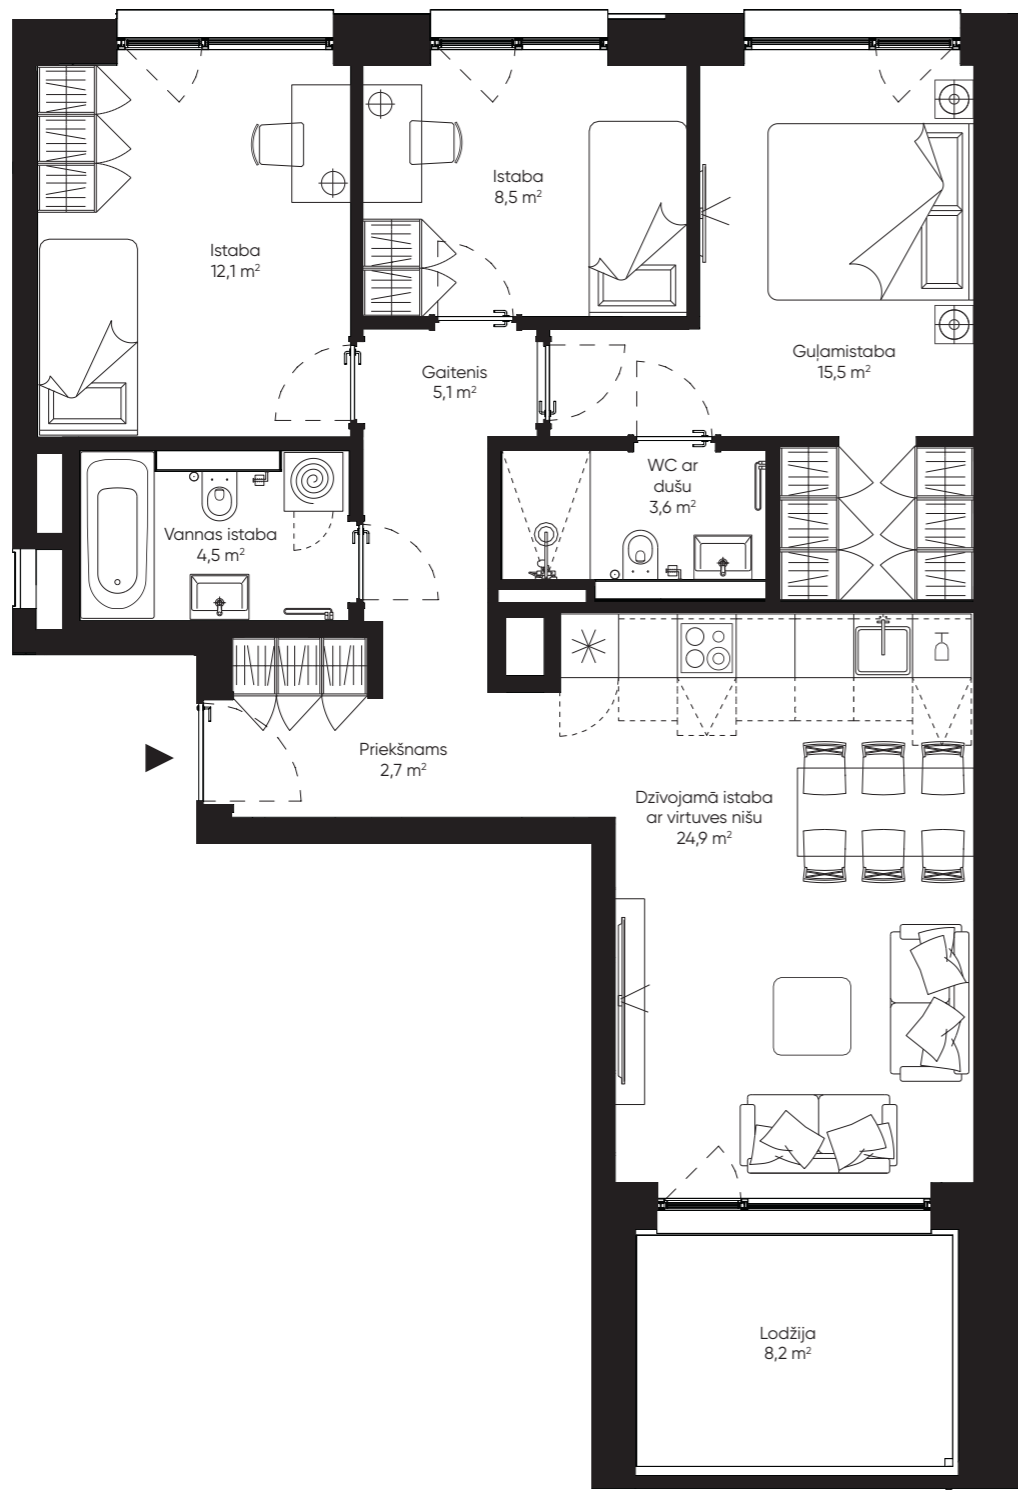 Istaba
8,5 m²
Istaba
12,1 m²
Guļamistaba
15,5 m²
Gaitenis
5,1 m²
WC ar
dušu
3,6 m²
Vannas istaba
4,5 m²
Priekšnams
2,7 m²
Dzīvojamā istaba
ar virtuves nišu
24,9 m²
Lodžija
8,2 m²